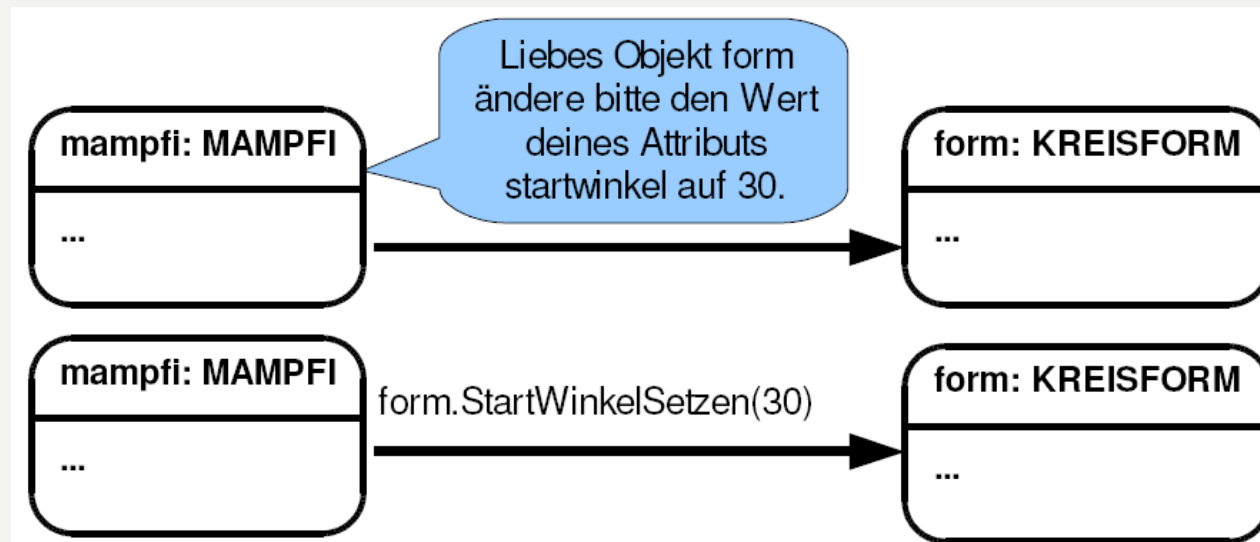 Liebes Objekt form
ändere bitte den Wert
deines Attributs
startwinkel auf 30.
mampfi: MAMPFI
...
form: KREISFORM
...
mampfi: MAMPFI
...
form.StartWinkelSetzen(30)
form: KREISFORM
...